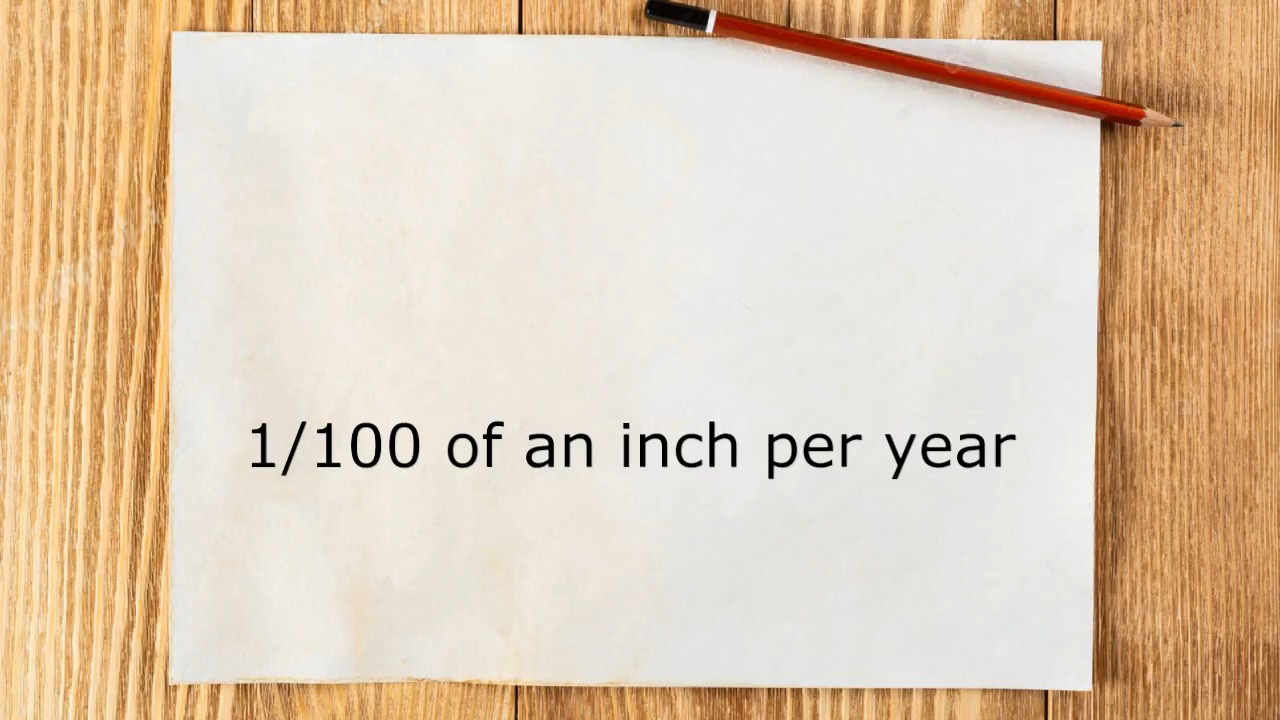 1/100 of an inch per year